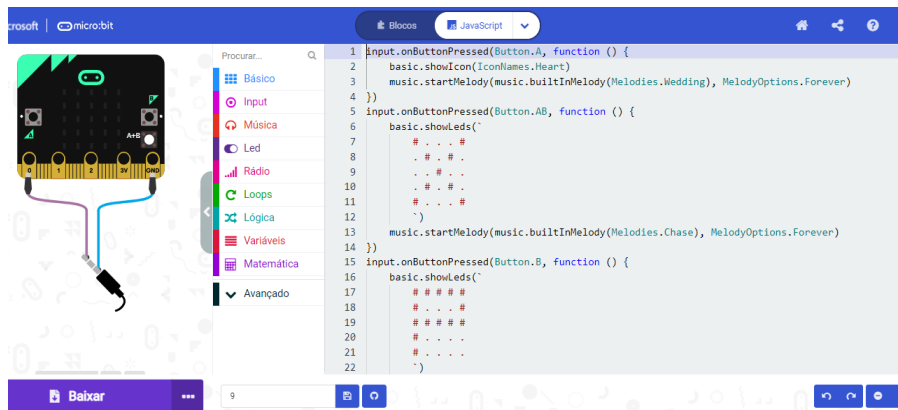 crosoft | micro:bit
Blocos
JavaScript
A
B
A+B
0 1 2 3V GND
Procurar...
Básico
Input
Música
Led
Rádio
Loops
Lógica
Variáveis
Matemática
Avançado
1 input.onButtonPressed(Button.A, function () {
2 basic.showIcon(IconNames.Heart)
3 music.startMelody(music.builtInMelody(Melodies.Wedding), MelodyOptions.Forever)
4 })
5 input.onButtonPressed(Button.AB, function () {
6 basic.showLeds(`
7 # . . . #
8 . # . # .
9 . . # . .
10 . # . # .
11 # . . . #
12 `)
13 music.startMelody(music.builtInMelody(Melodies.Chase), MelodyOptions.Forever)
14 })
15 input.onButtonPressed(Button.B, function () {
16 basic.showLeds(`
17 # # # # #
18 # . . . #
19 # # # # #
20 # . . . .
21 # . . . .
22 `)
Baixar
9